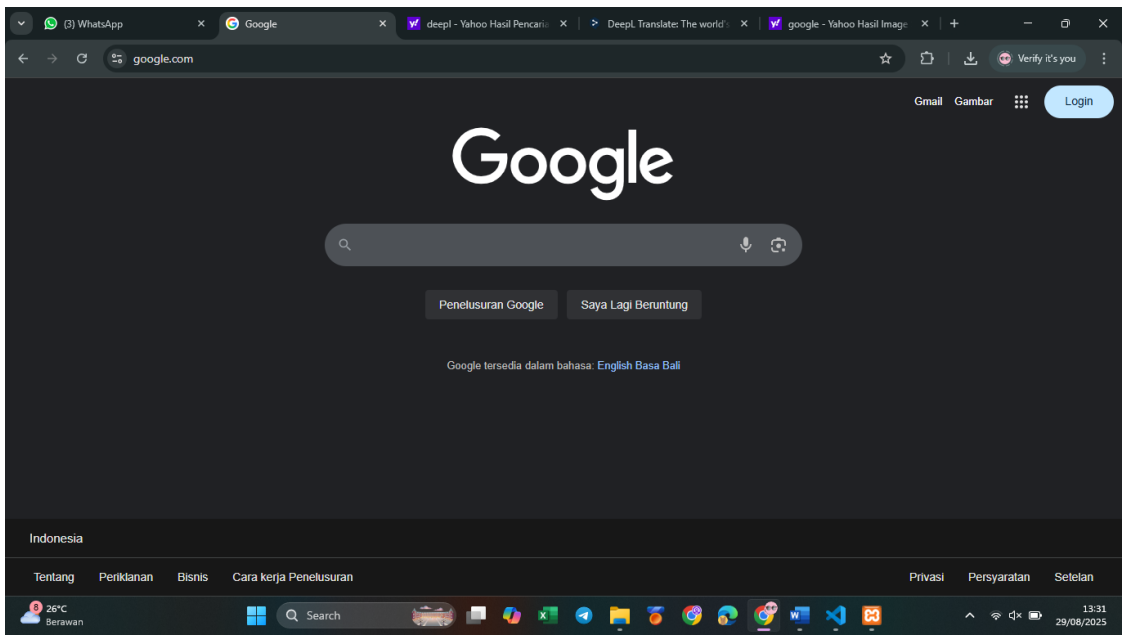 (3) WhatsApp
Google
deepl - Yahoo Hasil Pencaria
DeepL Translate: The world's
google - Yahoo Hasil Image
google.com
Verify it's you
Gmail Gambar Login
Google
Penelusuran Google Saya Lagi Beruntung
Google tersedia dalam bahasa: English Basa Bali
Indonesia
Tentang Periklanan Bisnis Cara kerja Penelusuran Privasi Persyaratan Setelan
8 26°C
Berawan
Search
13:31
29/08/2025